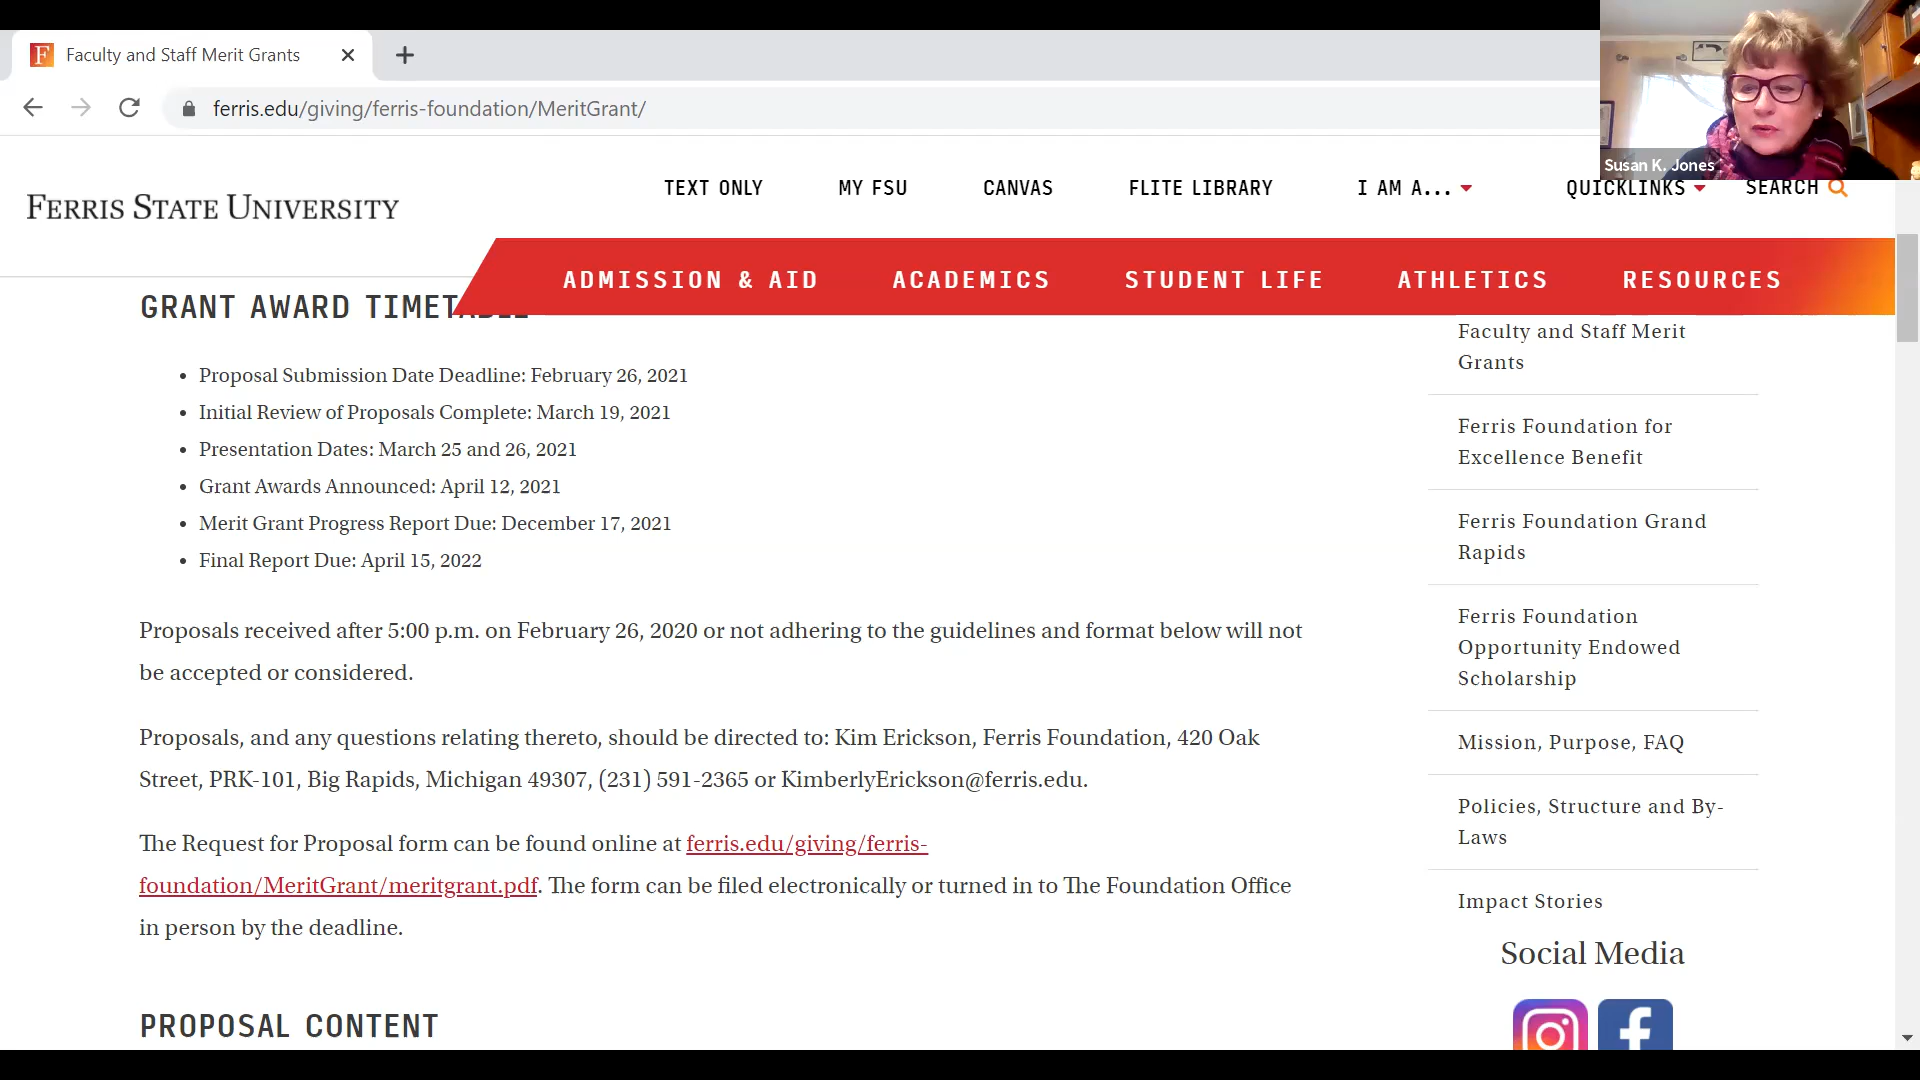 Faculty and Staff Merit Grants
ferris.edu/giving/ferris-foundation/MeritGrant/
Susan K. Jones
FERRIS STATE UNIVERSITY
TEXT ONLY
MY FSU
CANVAS
FLITE LIBRARY
I AM A...
QUICKLINKS
SEARCH
ADMISSION & AID
ACADEMICS
STUDENT LIFE
ATHLETICS
RESOURCES
GRANT AWARD TIMETABLE
• Proposal Submission Date Deadline: February 26, 2021
• Initial Review of Proposals Complete: March 19, 2021
• Presentation Dates: March 25 and 26, 2021
• Grant Awards Announced: April 12, 2021
• Merit Grant Progress Report Due: December 17, 2021
• Final Report Due: April 15, 2022
Proposals received after 5:00 p.m. on February 26, 2020 or not adhering to the guidelines and format below will not
be accepted or considered.
Proposals, and any questions relating thereto, should be directed to: Kim Erickson, Ferris Foundation, 420 Oak
Street, PRK-101, Big Rapids, Michigan 49307, (231) 591-2365 or KimberlyErickson@ferris.edu.
The Request for Proposal form can be found online at ferris.edu/giving/ferris-
foundation/MeritGrant/meritgrant.pdf. The form can be filed electronically or turned in to The Foundation Office
in person by the deadline.
PROPOSAL CONTENT
Faculty and Staff Merit
Grants
Ferris Foundation for
Excellence Benefit
Ferris Foundation Grand
Rapids
Ferris Foundation
Opportunity Endowed
Scholarship
Mission, Purpose, FAQ
Policies, Structure and By-
Laws
Impact Stories
Social Media